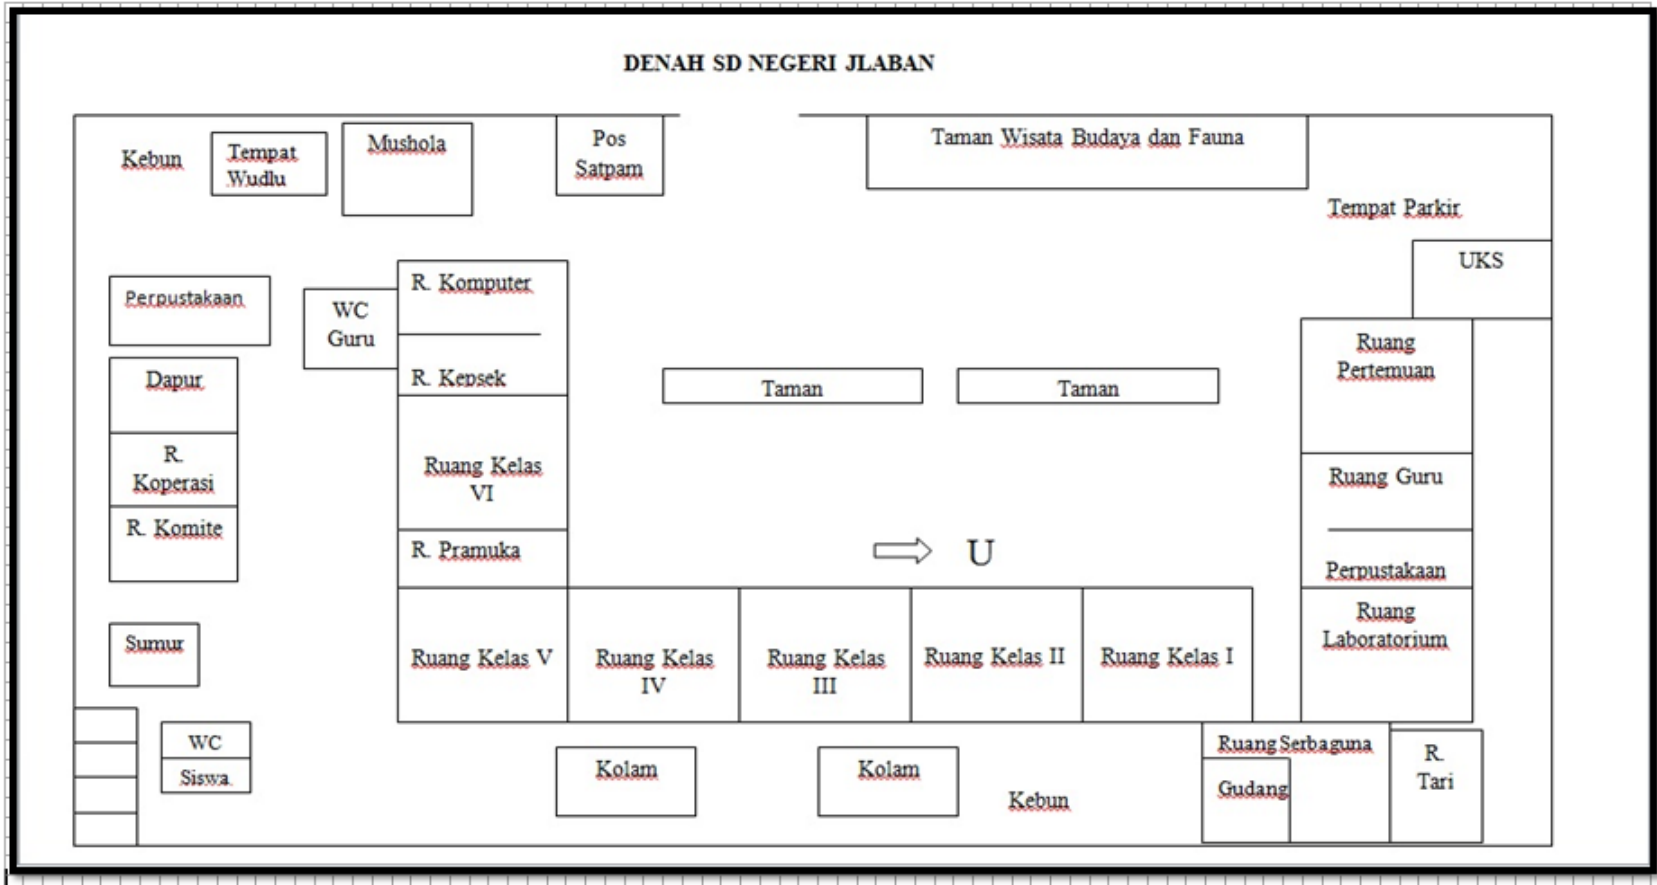 DENAH SD NEGERI JLABAN
Kebun
Tempat
Wudlu
Mushola
Pos
Satpam
Taman Wisata Budaya dan Fauna
Tempat Parkir
UKS
Perpustakaan
WC
Guru
R. Komputer
R. Kepsek
Dapur
R.
Koperasi
R. Komite
Ruang Kelas
VI
R. Pramuka
Taman
Taman
Ruang
Pertemuan
Ruang Guru
Perpustakaan
Ruang
Laboratorium
U
Sumur
Ruang Kelas V
Ruang Kelas
IV
Ruang Kelas
III
Ruang Kelas II
Ruang Kelas I
WC
Siswa
Kolam
Kolam
Kebun
Ruang Serbaguna
Gudang
R.
Tari